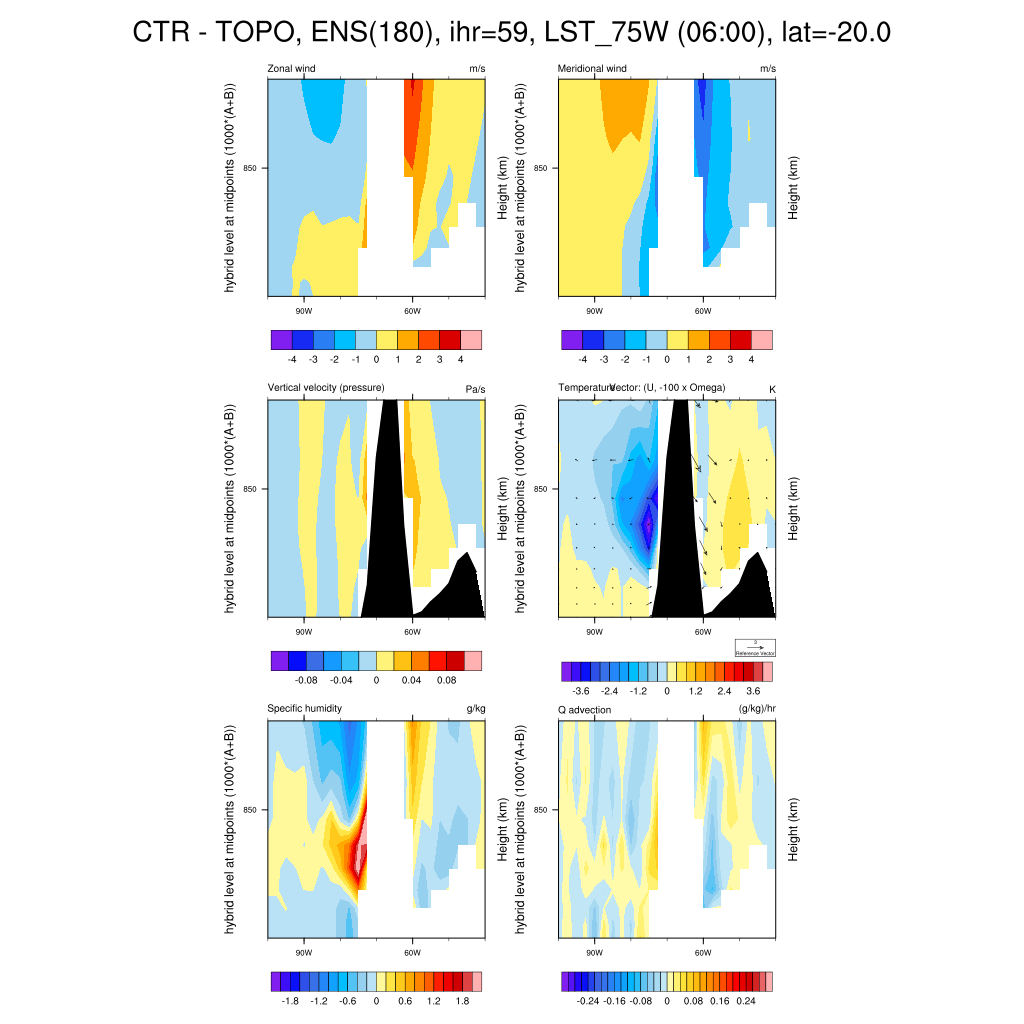 CTR - TOPO, ENS(180), ihr=59, LST_75W (06:00), lat=-20.0
Zonal wind m/s
hybrid level at midpoints (1000*(A+B))
850
Height (km)
90W 60W
-4 -3 -2 -1 0 1 2 3 4
Meridional wind m/s
hybrid level at midpoints (1000*(A+B))
850
Height (km)
90W 60W
-4 -3 -2 -1 0 1 2 3 4
Vertical velocity (pressure) Pa/s
hybrid level at midpoints (1000*(A+B))
850
Height (km)
90W 60W
-0.08 -0.04 0 0.04 0.08
Temperature Vector: (U, -100 x Omega) K
hybrid level at midpoints (1000*(A+B))
850
Height (km)
90W 60W
3
Reference Vector
-3.6 -2.4 -1.2 0 1.2 2.4 3.6
Specific humidity g/kg
hybrid level at midpoints (1000*(A+B))
850
Height (km)
90W 60W
-1.8 -1.2 -0.6 0 0.6 1.2 1.8
Q advection (g/kg)/hr
hybrid level at midpoints (1000*(A+B))
850
Height (km)
90W 60W
-0.24 -0.16 -0.08 0 0.08 0.16 0.24